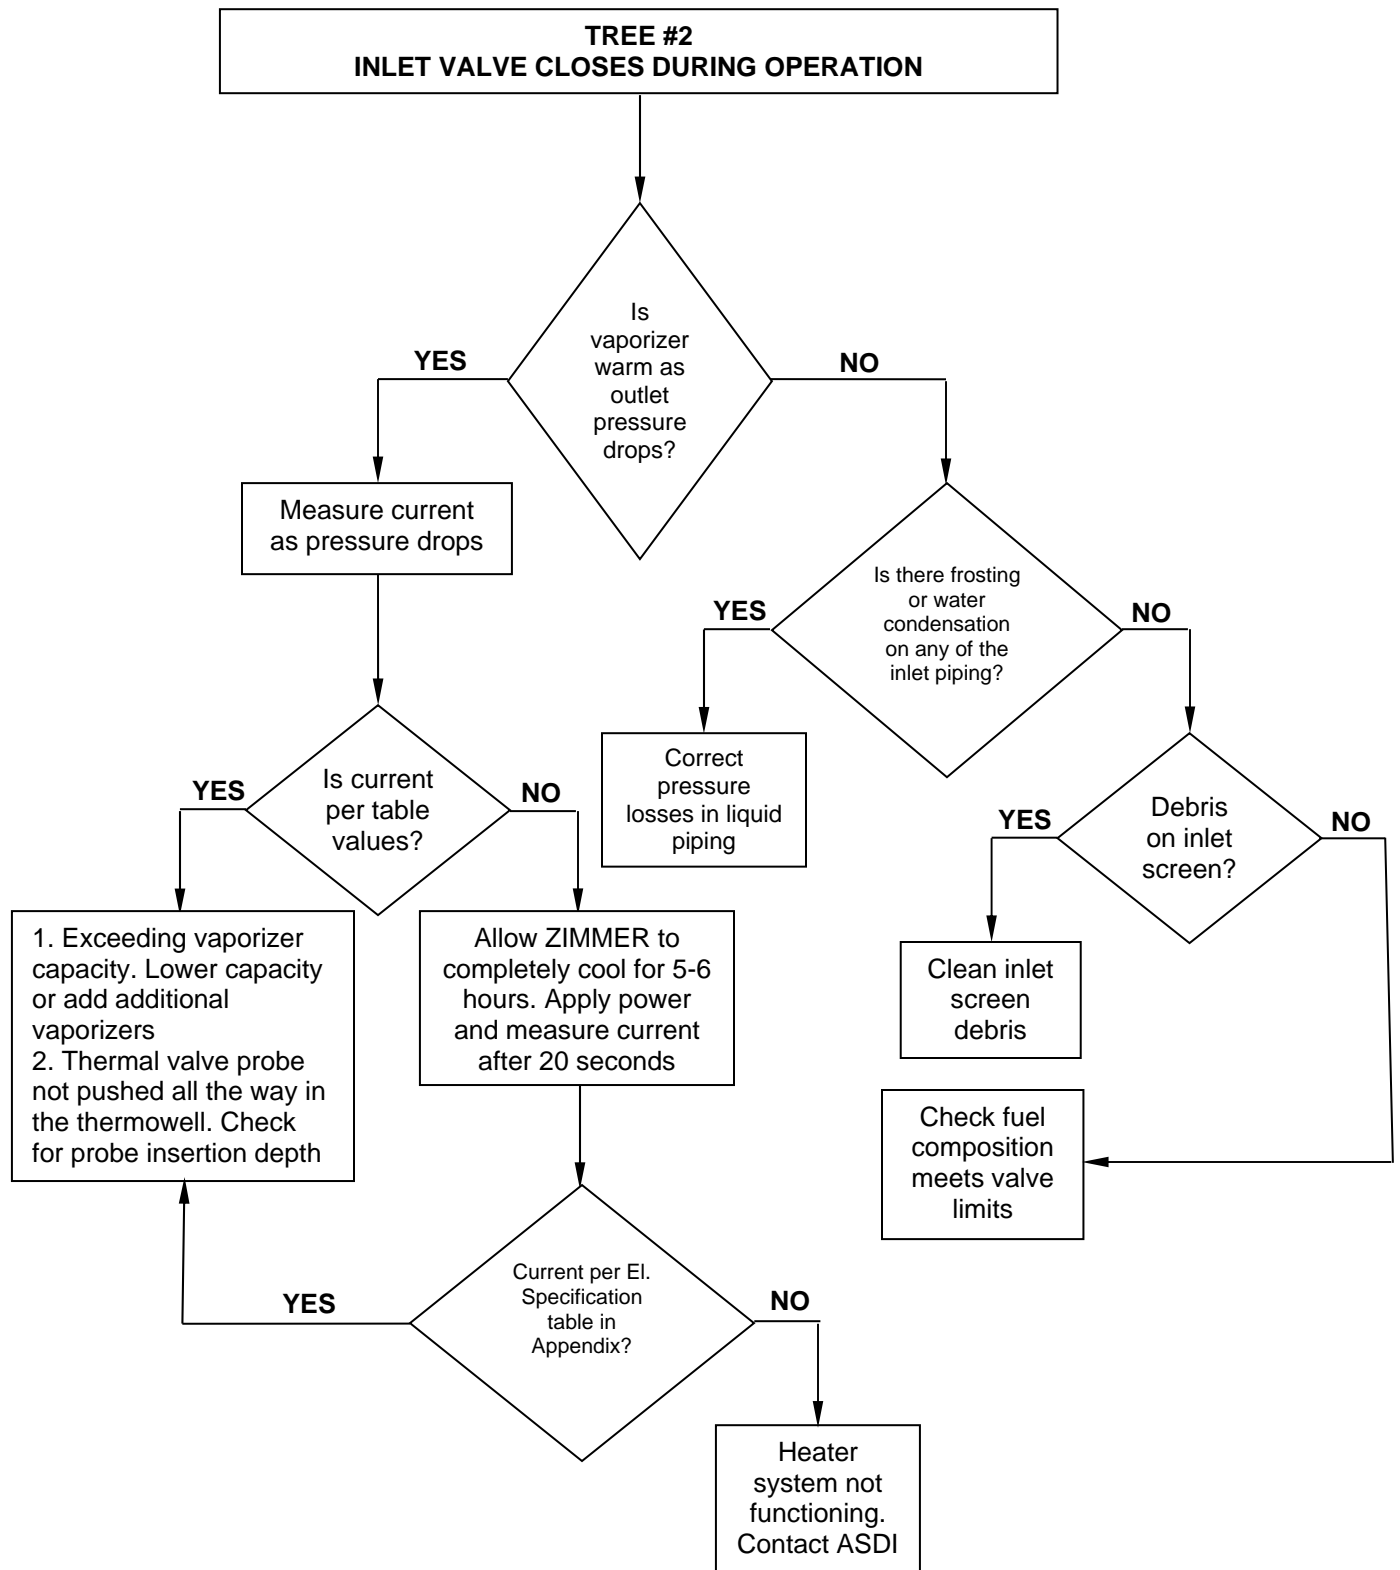 TREE #2
INLET VALVE CLOSES DURING OPERATION
Is
vaporizer
warm as
outlet
pressure
drops?
YES
NO
Measure current
as pressure drops
Is there frosting
or water
condensation
on any of the
inlet piping?
YES
NO
Is current
per table
values?
YES
NO
Correct
pressure
losses in liquid
piping
Debris
on inlet
screen?
YES
NO
1. Exceeding vaporizer
capacity. Lower capacity
or add additional
vaporizers
2. Thermal valve probe
not pushed all the way in
the thermowell. Check
for probe insertion depth
Allow ZIMMER to
completely cool for 5-6
hours. Apply power
and measure current
after 20 seconds
Clean inlet
screen
debris
Check fuel
composition
meets valve
limits
Current per El.
Specification
table in
Appendix?
YES
NO
Heater
system not
functioning.
Contact ASDI